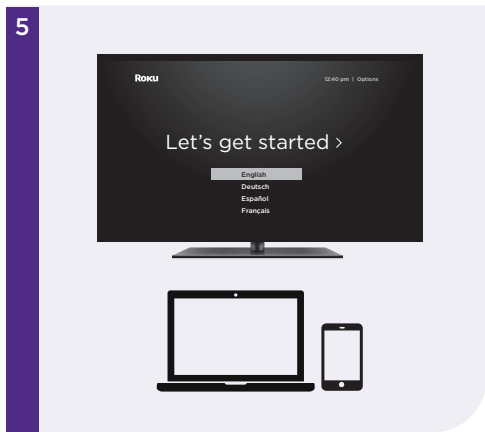 5
Roku
12:40 pm | Options
Let's get started >
English
Deutsch
Español
Français